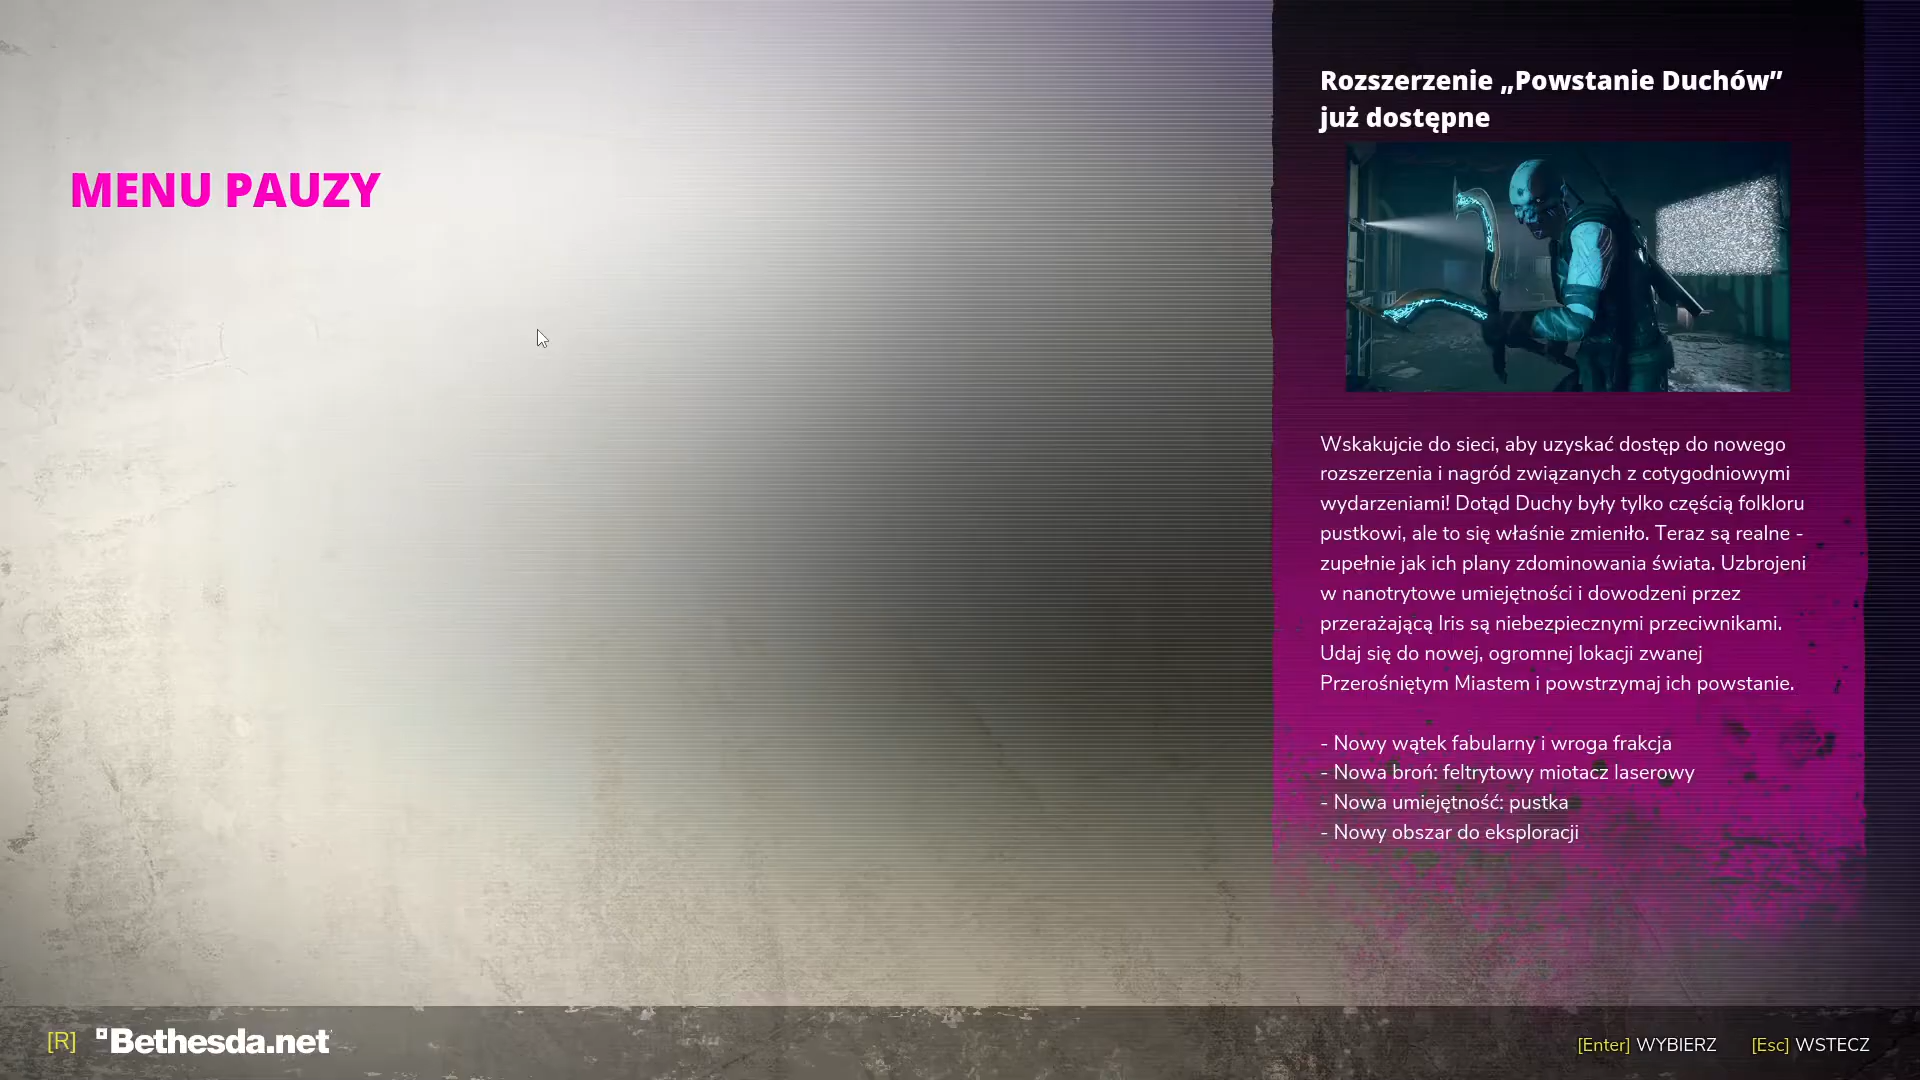 MENU PAUZY
Rozszerzenie „Powstanie Duchów”
już dostępne
Wskakujcie do sieci, aby uzyskać dostęp do nowego
rozszerzenia i nagród związanych z cotygodniowymi
wydarzeniami! Dotąd Duchy były tylko częścią folkloru
pustkowi, ale to się właśnie zmieniło. Teraz są realne -
zupełnie jak ich plany zdominowania świata. Uzbrojeni
w nanotrytowe umiejętności i dowodzeni przez
przerażającą Iris są niebezpiecznymi przeciwnikami.
Udaj się do nowej, ogromnej lokacji zwanej
Przerośniętym Miastem i powstrzymaj ich powstanie.
- Nowy wątek fabularny i wroga frakcja
- Nowa broń: feltrytowy miotacz laserowy
- Nowa umiejętność: pustka
- Nowy obszar do eksploracji
[R] Bethesda.net
[Enter] WYBIERZ [Esc] WSTECZ